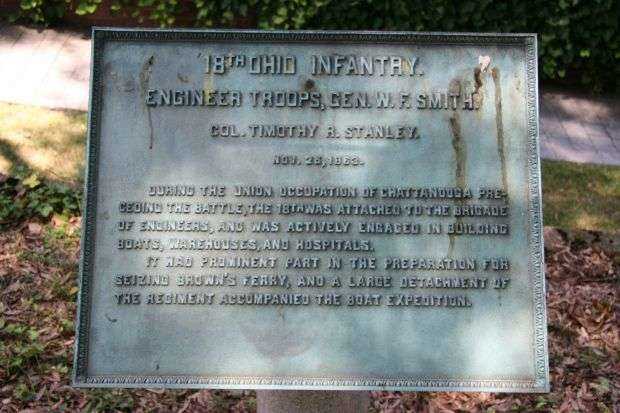 18TH OHIO INFANTRY.
ENGINEER TROOPS, GEN. W. F. SMITH.
COL. TIMOTHY R. STANLEY.
NOV. 25, 1863.
DURING THE UNION OCCUPATION OF CHATTANOOGA PRE-
CEDING THE BATTLE, THE 18TH WAS ATTACHED TO THE BRIGADE
OF ENGINEERS, AND WAS ACTIVELY ENGAGED IN BUILDING
BOATS, WAREHOUSES, AND HOSPITALS.
IT HAD PROMINENT PART IN THE PREPARATION FOR
SEIZING BROWN'S FERRY, AND A LARGE DETACHMENT OF
THE REGIMENT ACCOMPANIED THE BOAT EXPEDITION.